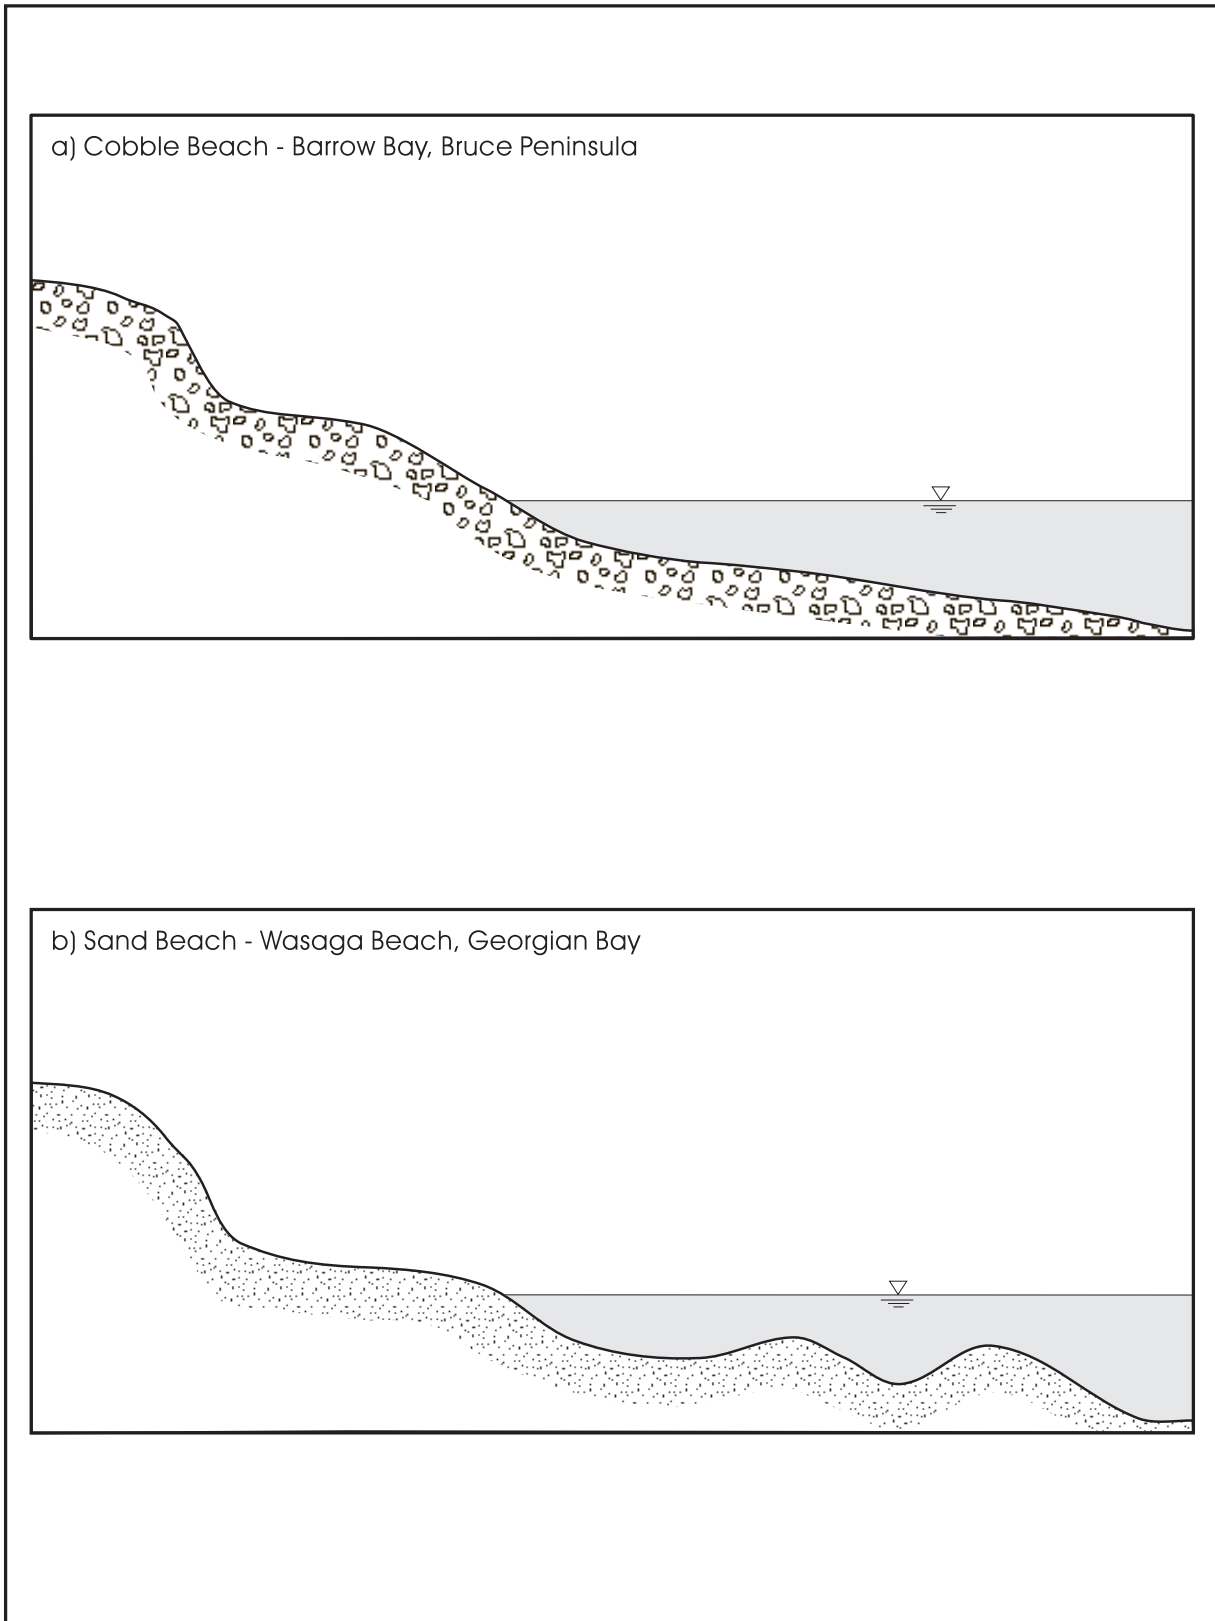 a) Cobble Beach - Barrow Bay, Bruce Peninsula
b) Sand Beach - Wasaga Beach, Georgian Bay